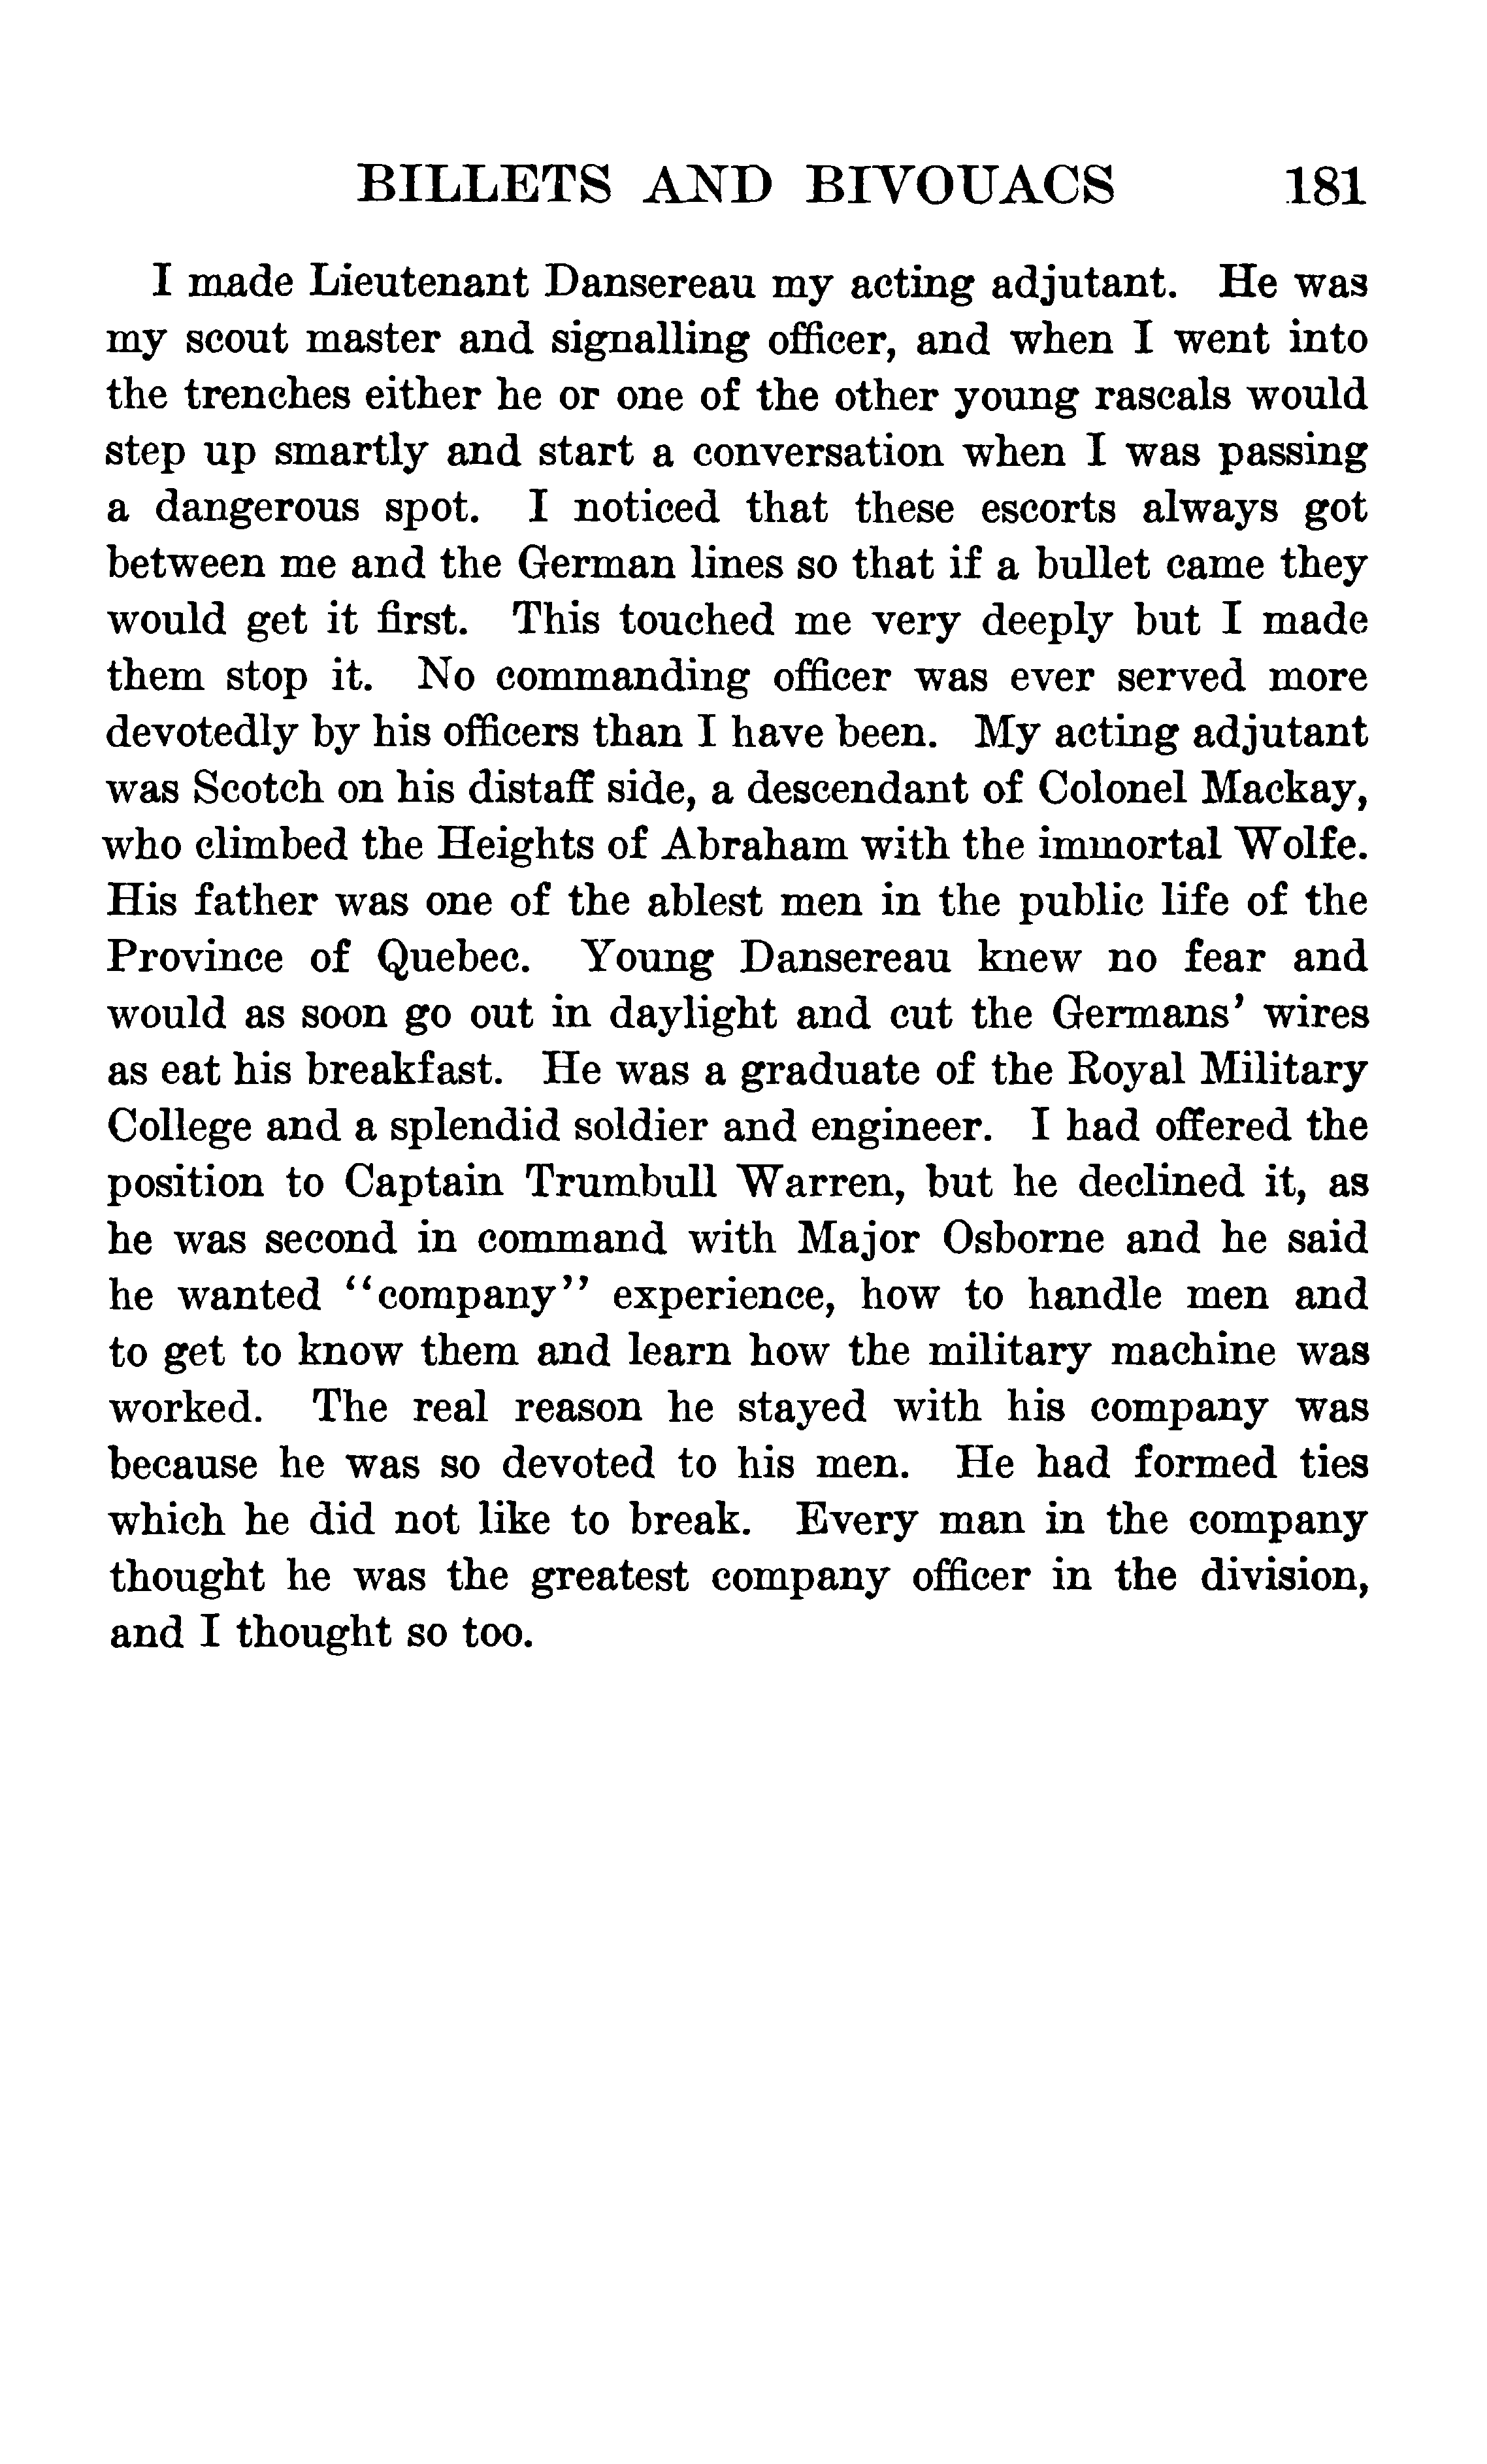 BILLETS AND BIVOUACS 181
I made Lieutenant Dansereau my acting adjutant. He was
my scout master and signalling officer, and when I went into
the trenches either he or one of the other young rascals would
step up smartly and start a conversation when I was passing
a dangerous spot. I noticed that these escorts always got
between me and the German lines so that if a bullet came they
would get it first. This touched me very deeply but I made
them stop it. No commanding officer was ever served more
devotedly by his officers than I have been. My acting adjutant
was Scotch on his distaff side, a descendant of Colonel Mackay,
who climbed the Heights of Abraham with the immortal Wolfe.
His father was one of the ablest men in the public life of the
Province of Quebec. Young Dansereau knew no fear and
would as soon go out in daylight and cut the Germans' wires
as eat his breakfast. He was a graduate of the Royal Military
College and a splendid soldier and engineer. I had offered the
position to Captain Trumbull Warren, but he declined it, as
he was second in command with Major Osborne and he said
he wanted "company" experience, how to handle men and
to get to know them and learn how the military machine was
worked. The real reason he stayed with his company was
because he was so devoted to his men. He had formed ties
which he did not like to break. Every man in the company
thought he was the greatest company officer in the division,
and I thought so too.